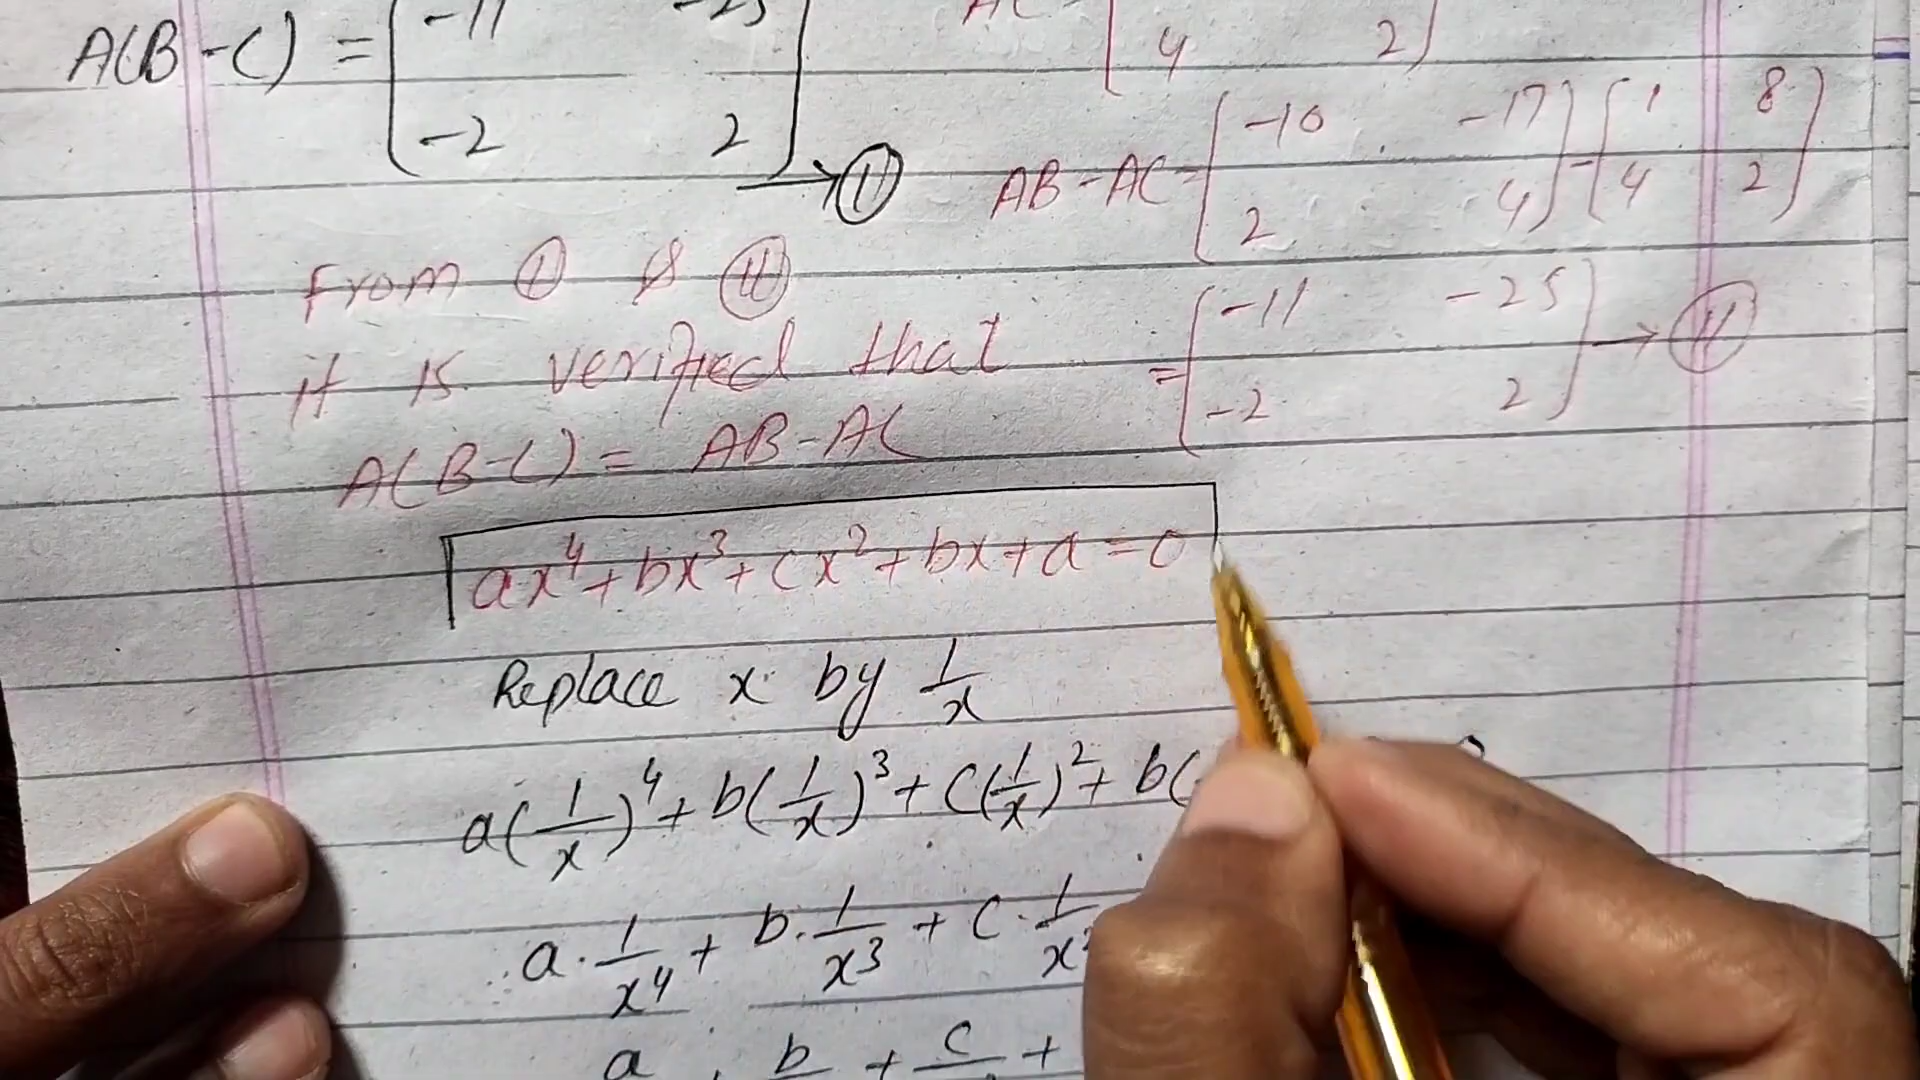 A(B-C) = [-11 -25
-2 2] → (I)
AC = [
4 2]
AB-AC = [-10 -17 2 4] - [1 8 4 2]
= [-11 -25 -2 2] → (II)
From (I) & (II)
it is verified that
A(B-C) = AB-AC
ax⁴+bx³+cx²+bx+a=0
Replace x by 1/x
a(1/x)⁴+b(1/x)³+c(1/x)²+b(
a·1/x⁴+b·1/x³+c·1/x²
a b + c +